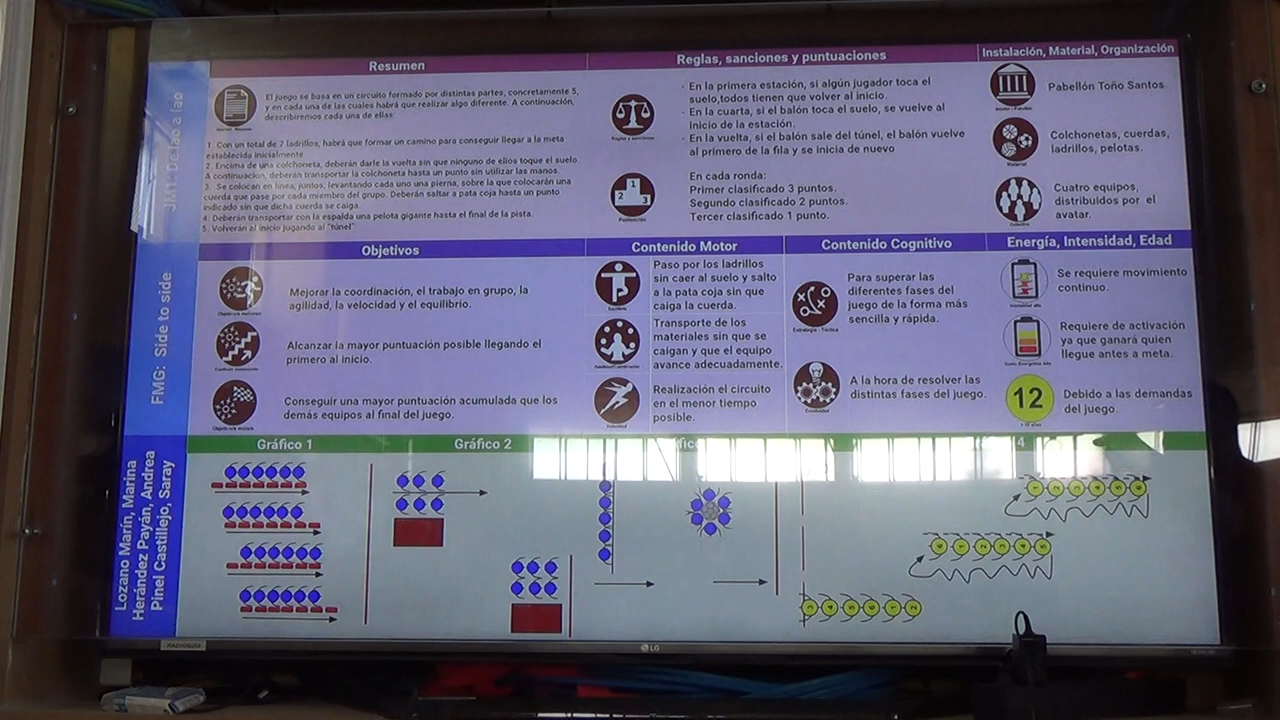 JM1: De lao a lao
FMG: Side to side
Lozano Marín, Marina
Herández Payán, Andrea
Pinel Castillejo, Saray
Resumen
El juego se basa en un circuito formado por distintas partes, concretamente 5,
y en cada una de las cuales habrá que realizar algo diferente. A continuación,
describiremos cada una de ellas:
1. Con un total de 7 ladrillos, habrá que formar un camino para conseguir llegar a la meta
establecida inicialmente.
2. Encima de una colchoneta, deberán darle la vuelta sin que ninguno de ellos toque el suelo.
A continuación, deberán transportar la colchoneta hasta un punto sin utilizar las manos.
3. Se colocan en línea, juntos, levantando cada uno una pierna, sobre la que colocarán una
cuerda que pase por cada miembro del grupo. Deberán saltar a pata coja hasta un punto
indicado sin que dicha cuerda se caiga.
4. Deberán transportar con la espalda una pelota gigante hasta el final de la pista.
5. Volverán al inicio jugando al "túnel"
Reglas, sanciones y puntuaciones
Reglas y sanciones
- En la primera estación, si algún jugador toca el
suelo,todos tienen que volver al inicio.
- En la cuarta, si el balón toca el suelo, se vuelve al
inicio de la estación.
- En la vuelta, si el balón sale del túnel, el balón vuelve
al primero de la fila y se inicia de nuevo
1
2
3
Puntuación
En cada ronda:
Primer clasificado 3 puntos.
Segundo clasificado 2 puntos.
Tercer clasificado 1 punto.
Instalación, Material, Organización
Pabellón Toño Santos
Material
Colchonetas, cuerdas,
ladrillos, pelotas.
Colectivo
Cuatro equipos,
distribuidos por el
avatar.
Objetivos
Mejorar la coordinación, el trabajo en grupo, la
agilidad, la velocidad y el equilibrio.
Alcanzar la mayor puntuación posible llegando el
primero al inicio.
Conseguir una mayor puntuación acumulada que los
demás equipos al final del juego.
Contenido Motor
Equilibrio
Paso por los ladrillos
sin caer al suelo y salto
a la pata coja sin que
caiga la cuerda.
Transporte de los
materiales sin que se
caigan y que el equipo
avance adecuadamente.
Velocidad
Realización el circuito
en el menor tiempo
posible.
Contenido Cognitivo
Estrategia - Táctica
Para superar las
diferentes fases del
juego de la forma más
sencilla y rápida.
Creatividad
A la hora de resolver las
distintas fases del juego.
Energía, Intensidad, Edad
Se requiere movimiento
continuo.
Requiere de activación
ya que ganará quien
llegue antes a meta.
12
Debido a las demandas
del juego.
Gráfico 1
Gráfico 2
4
LG